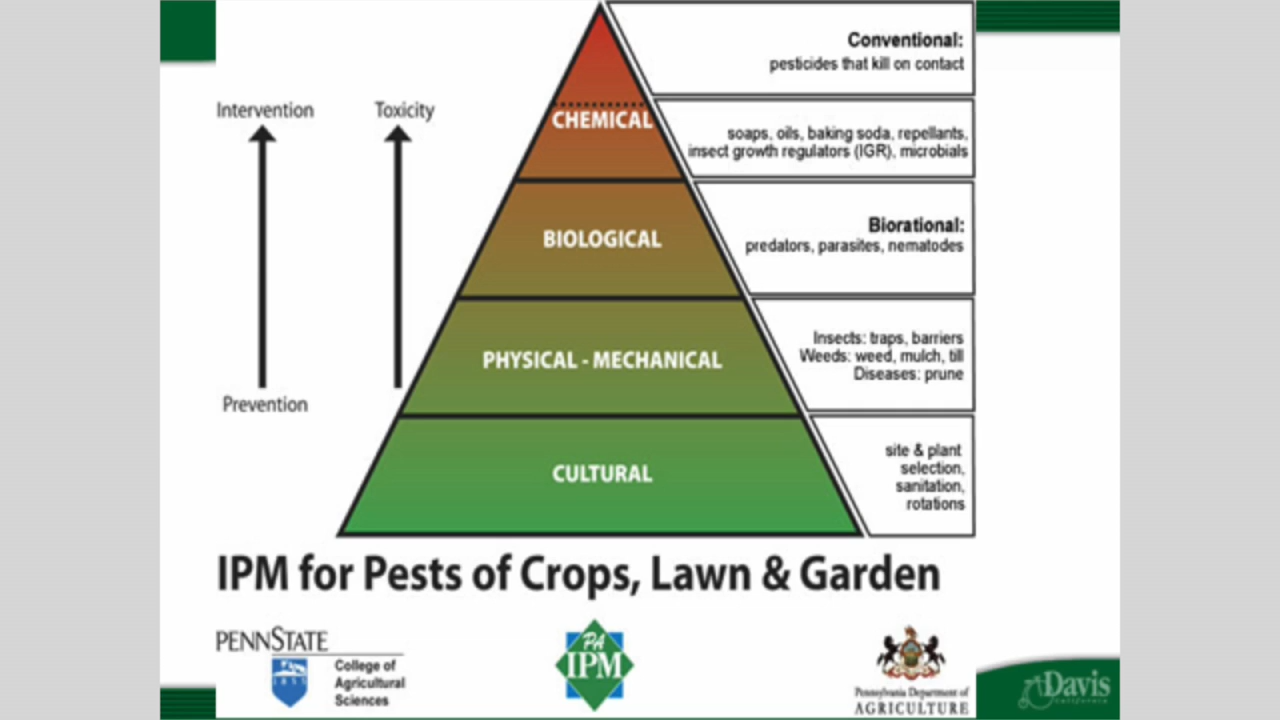 Conventional:
pesticides that kill on contact
Intervention
Toxicity
CHEMICAL
soaps, oils, baking soda, repellants,
insect growth regulators (IGR), microbials
BIOLOGICAL
Biorational:
predators, parasites, nematodes
PHYSICAL - MECHANICAL
Insects: traps, barriers
Weeds: weed, mulch, till
Diseases: prune
Prevention
CULTURAL
site & plant
selection,
sanitation,
rotations
IPM for Pests of Crops, Lawn & Garden
PENNSTATE
1855
College of
Agricultural
Sciences
PA
IPM
Pennsylvania Department of
AGRICULTURE
Davis
California